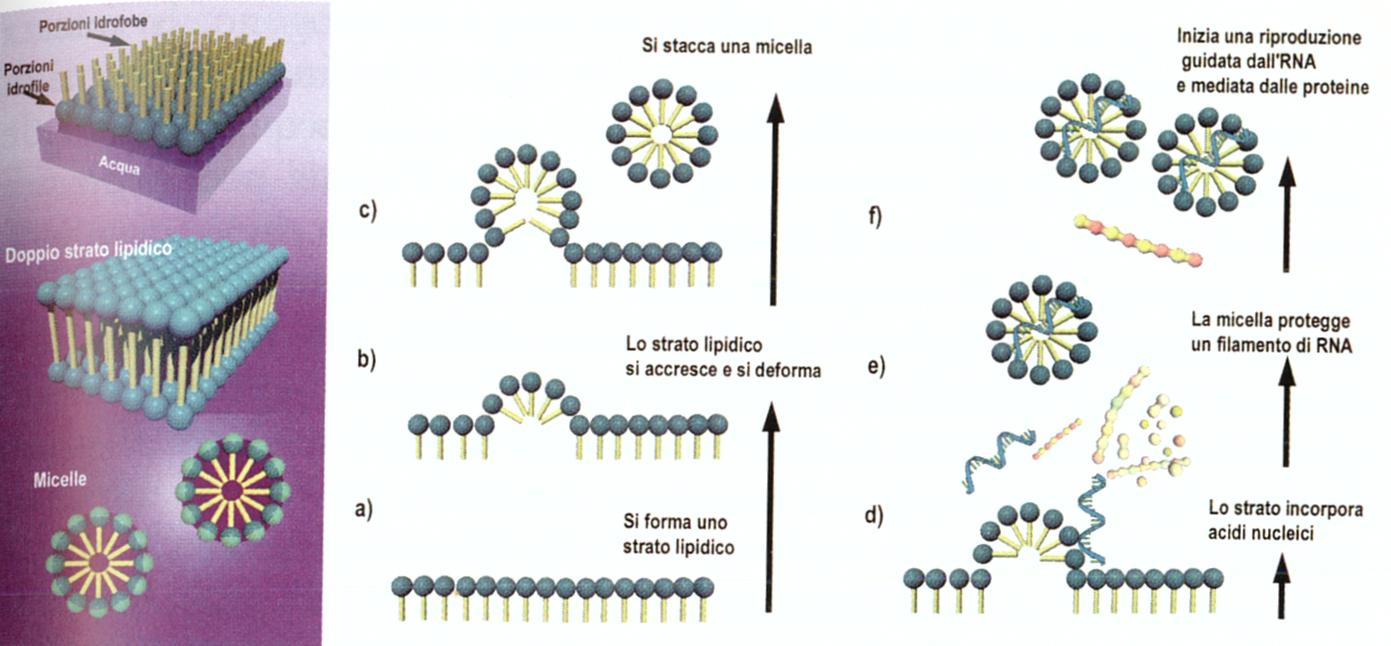 Porzioni idrofobe
Porzioni
idrofile
Acqua
Doppio strato lipidico
Micelle
Si stacca una micella
c)
Lo strato lipidico
si accresce e si deforma
b)
a)
Si forma uno
strato lipidico
Inizia una riproduzione
guidata dall'RNA
e mediata dalle proteine
f)
La micella protegge
un filamento di RNA
e)
Lo strato incorpora
acidi nucleici
d)